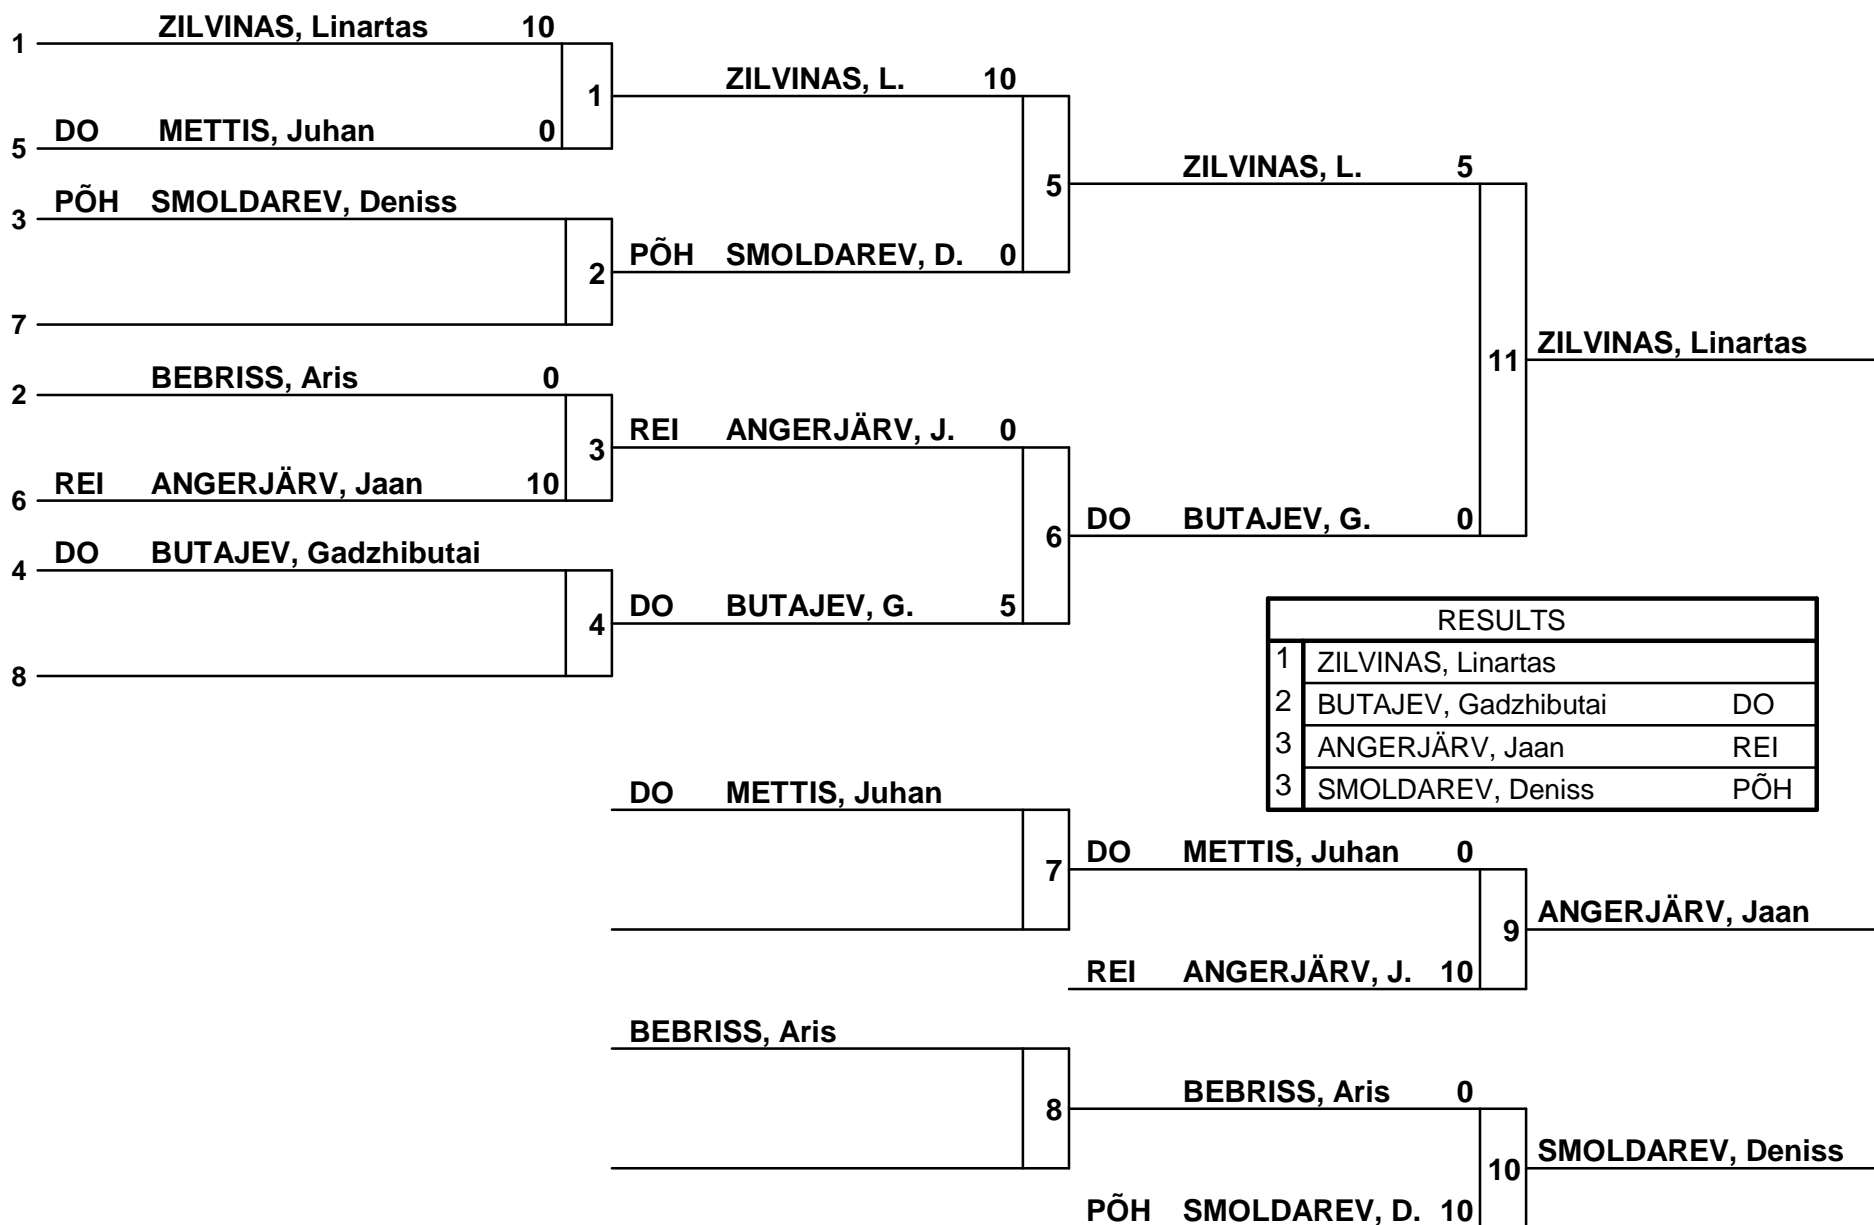 1 ZILVINAS, Linartas 10
1
5 DO METTIS, Juhan 0
ZILVINAS, L. 10
3 PÕH SMOLDAREV, Deniss
2
7
PÕH SMOLDAREV, D. 0
5
ZILVINAS, L. 5
2 BEBRISS, Aris 0
3
6 REI ANGERJÄRV, Jaan 10
REI ANGERJÄRV, J. 0
4 DO BUTAJEV, Gadzhibutai
4
8
DO BUTAJEV, G. 5
6
DO BUTAJEV, G. 0
11
ZILVINAS, Linartas
RESULTS
1 ZILVINAS, Linartas
2 BUTAJEV, Gadzhibutai DO
3 ANGERJÄRV, Jaan REI
3 SMOLDAREV, Deniss PÕH
DO METTIS, Juhan
7
DO METTIS, Juhan 0
9
REI ANGERJÄRV, J. 10
ANGERJÄRV, Jaan
BEBRISS, Aris
8
BEBRISS, Aris 0
10
PÕH SMOLDAREV, D. 10
SMOLDAREV, Deniss